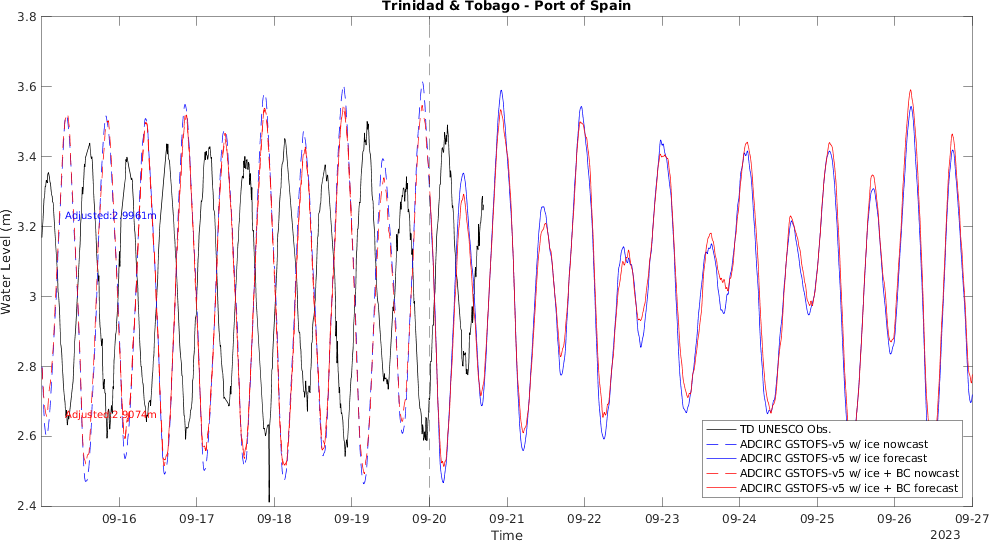 Trinidad & Tobago - Port of Spain
3.8
3.6
3.4
3.2
3
2.8
2.6
2.4
Water Level (m)
Adjusted:2.9961m
Adjusted:2.9074m
TD UNESCO Obs.
ADCIRC GSTOFS-v5 w/ ice nowcast
ADCIRC GSTOFS-v5 w/ ice forecast
ADCIRC GSTOFS-v5 w/ ice + BC nowcast
ADCIRC GSTOFS-v5 w/ ice + BC forecast
09-16 09-17 09-18 09-19 09-20 09-21 09-22 09-23 09-24 09-25 09-26 09-27
Time
2023